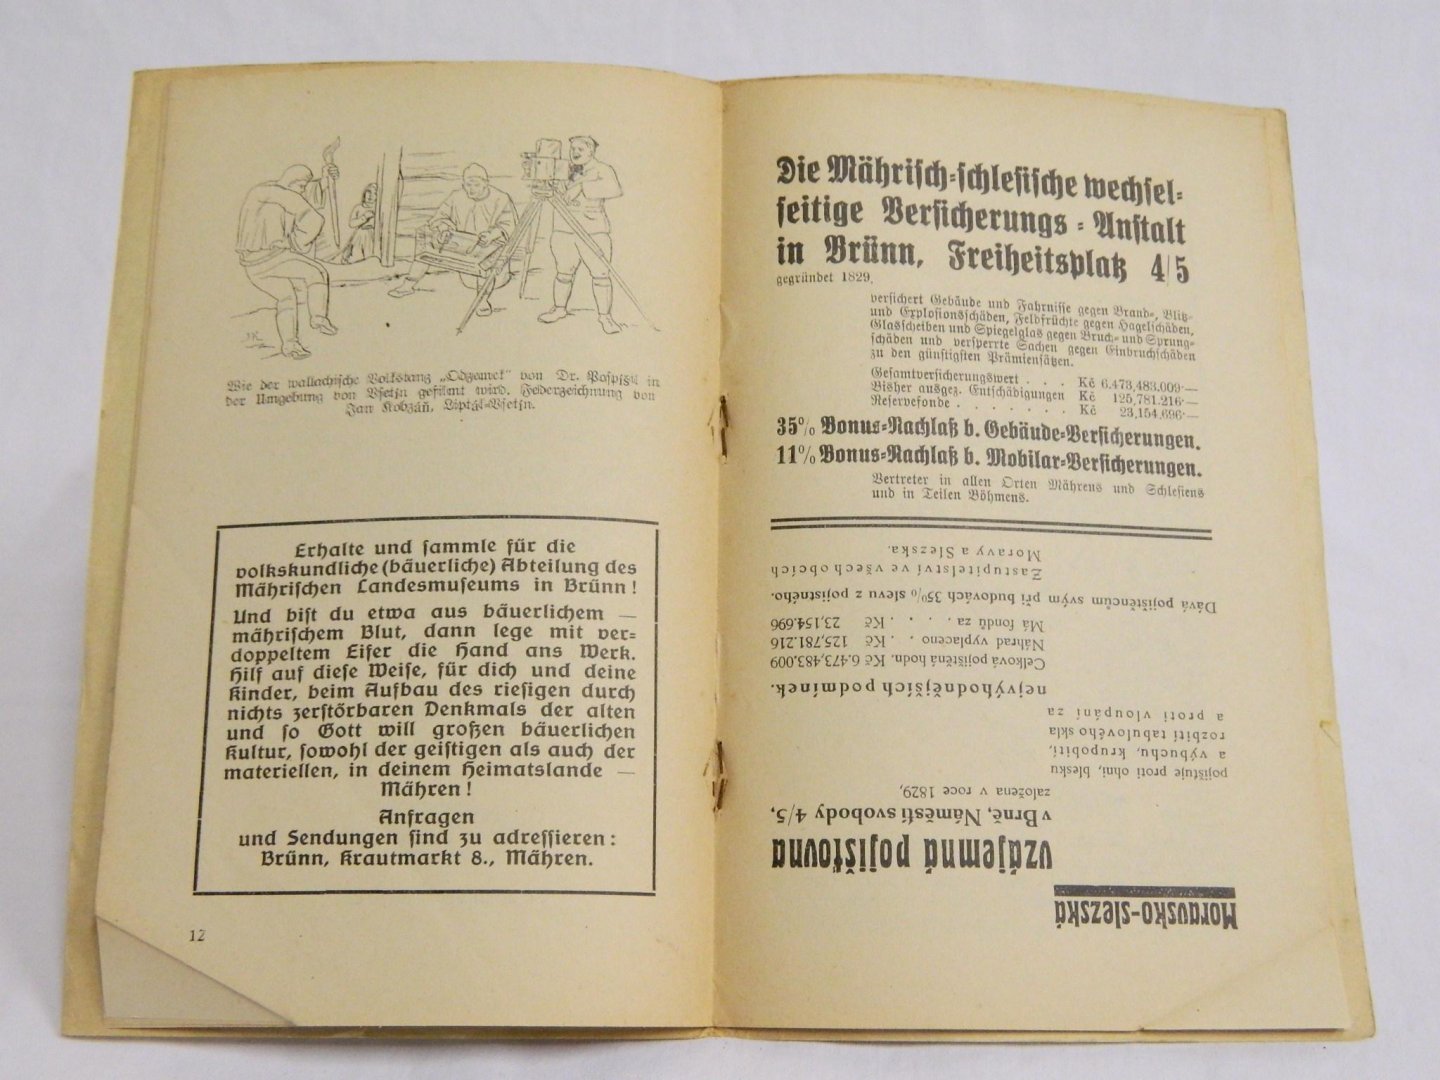 Wie der wallachische Volkstanz „Odzemek“ von Dr. Pospíšil in
der Umgebung von Vsetin gefilmt wird. Federzeichnung von
Jan Kobzáň, Liptál-Vsetin.
Erhalte und sammle für die
volkskundliche (bäuerliche) Abteilung des
Mährischen Landesmuseums in Brünn!
Und bist du etwa aus bäuerlichem —
mährischem Blut, dann lege mit ver=
doppeltem Eifer die Hand ans Werk.
Hilf auf diese Weise, für dich und deine
Kinder, beim Aufbau des riesigen durch
nichts zerstörbaren Denkmals der alten
und so Gott will großen bäuerlichen
Kultur, sowohl der geistigen als auch der
materiellen, in deinem Heimatslande —
Mähren!
Anfragen
und Sendungen sind zu adressieren:
Brünn, Krautmarkt 8., Mähren.
12
Die Mährisch=schlesische wechsel=
seitige Versicherungs=Anstalt
in Brünn, Freiheitsplatz 4/5
gegründet 1829,
versichert Gebäude und Fahrnisse gegen Brand=, Blitz=
und Explosionsschäden, Feldfrüchte gegen Hagelschäden,
Glasscheiben und Spiegelglas gegen Bruch= und Sprung=
schäden und versperrte Sachen gegen Einbruchschäden
zu den günstigsten Prämiensätzen.
Gesamtversicherungswert . . . Kč 6.473,483.009·—
Bisher ausgez. Entschädigungen Kč 125,781.216·—
Reservefonde . . . . . . . Kč 23,154.696·—
35% Bonus=Nachlaß b. Gebäude=Versicherungen.
11% Bonus=Nachlaß b. Mobilar=Versicherungen.
Vertreter in allen Orten Mährens und Schlesiens
und in Teilen Böhmens.
Moravsko-slezská
vzájemná pojišťovna
v Brně, Náměstí svobody 4/5,
založena v roce 1829,
pojišťuje proti ohni, blesku
a výbuchu, krupobití,
rozbití tabulového skla
a proti vloupání za
nejvýhodnějších podmínek.
Celková pojištěná hodn. Kč 6.473,483.009
Náhrad vyplaceno . . Kč 125,781.216
Má fondů za . . . . Kč 23,154.696
Dává pojištěncům svým při budovách 35% slevu z pojistného.
Zastupitelství ve všech obcích
Moravy a Slezska.